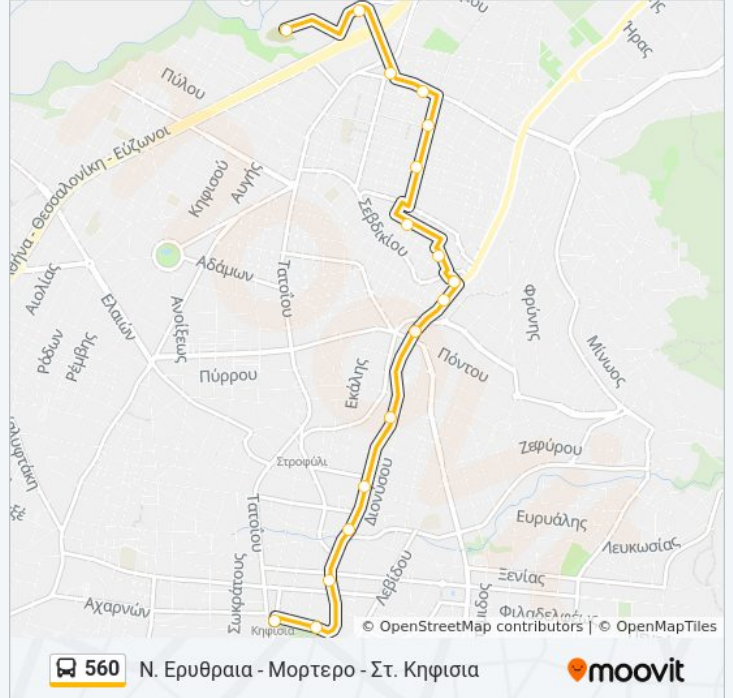 Ήρας
Πύλου
Αθήνα - Θεσσαλονίκη - Εύζωνοι
Κηφισού
Αυγής
Σεβδικίου
Αδάμων
Τατοΐου
Αιολίας
Ελαιών
Ανοίξεως
Φρύνης
Ρόδων
Ρέμβης
Μίνωος
Πύρρου
Εκάλης
Πόντου
Στροφύλι
Ζεφύρου
Διονύσου
Τατοΐου
Ευρυάλης
Λευκωσίας
Λεβίδου
Ξενίας
Σωκράτους
Αχαρνών
Φιλαδελφέως
Κηφισιά
© OpenStreetMap contributors | © OpenMapTiles
560 Ν. Ερυθραια - Μορτερο - Στ. Κηφισια
moovit